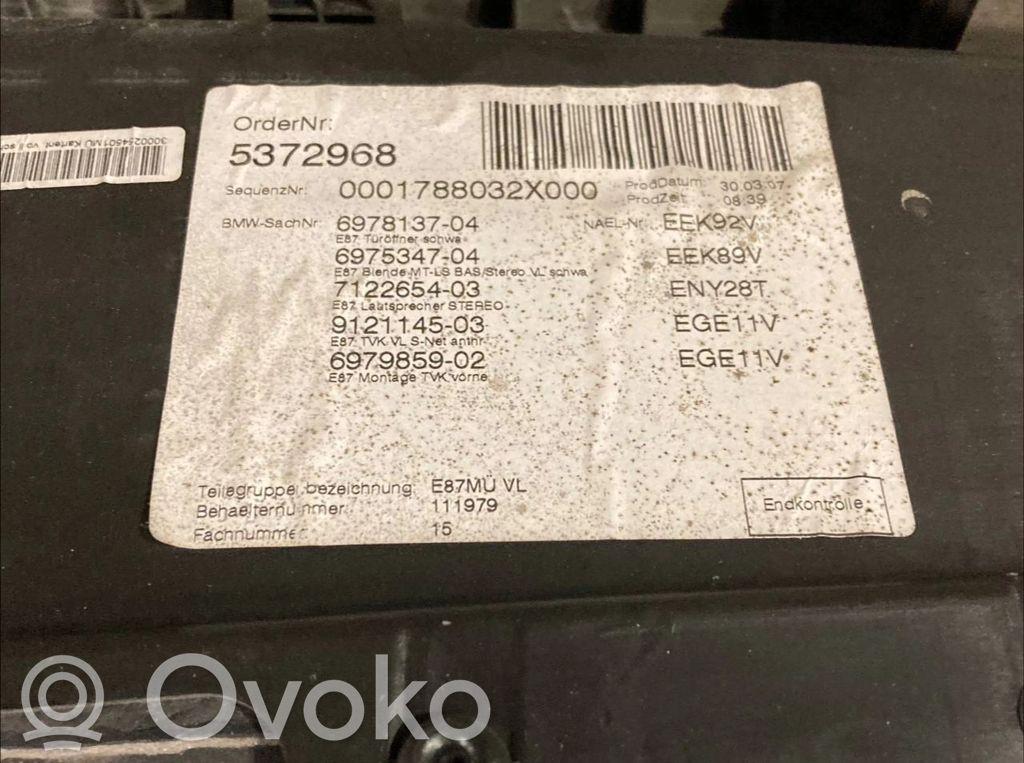 OrderNr:
5372968
SequenzNr: 0001788032X000 ProdDatum: 30.03.07
ProdZeit: 08:39
BMW-SachNr 6978137-04 NAEL-Nr. EEK92V
E87 Türöffner schwa
6975347-04 EEK89V
E87 Blende MT-LS BAS/Stereo VL schwa
7122654-03 ENY28T
E87 Lautsprecher STEREO
9121145-03 EGE11V
E87 TVK VL S-Net anthr
6979859-02 EGE11V
E87 Montage TVK vorne
Teilegruppenbezeichnung E87MÜ VL
Behaelternummer 111979
Fachnummer: 15
Endkontrolle
3000254501MÜ Kartent.
Ovoko